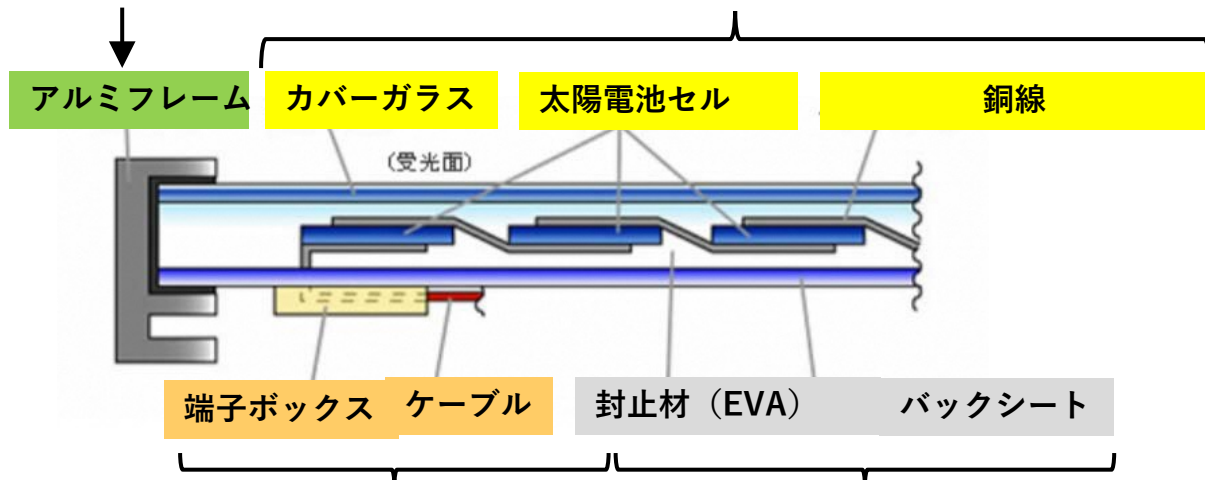 アルミフレーム
カバーガラス
太陽電池セル
銅線
(受光面)
端子ボックス
ケーブル
封止材（EVA）
バックシート